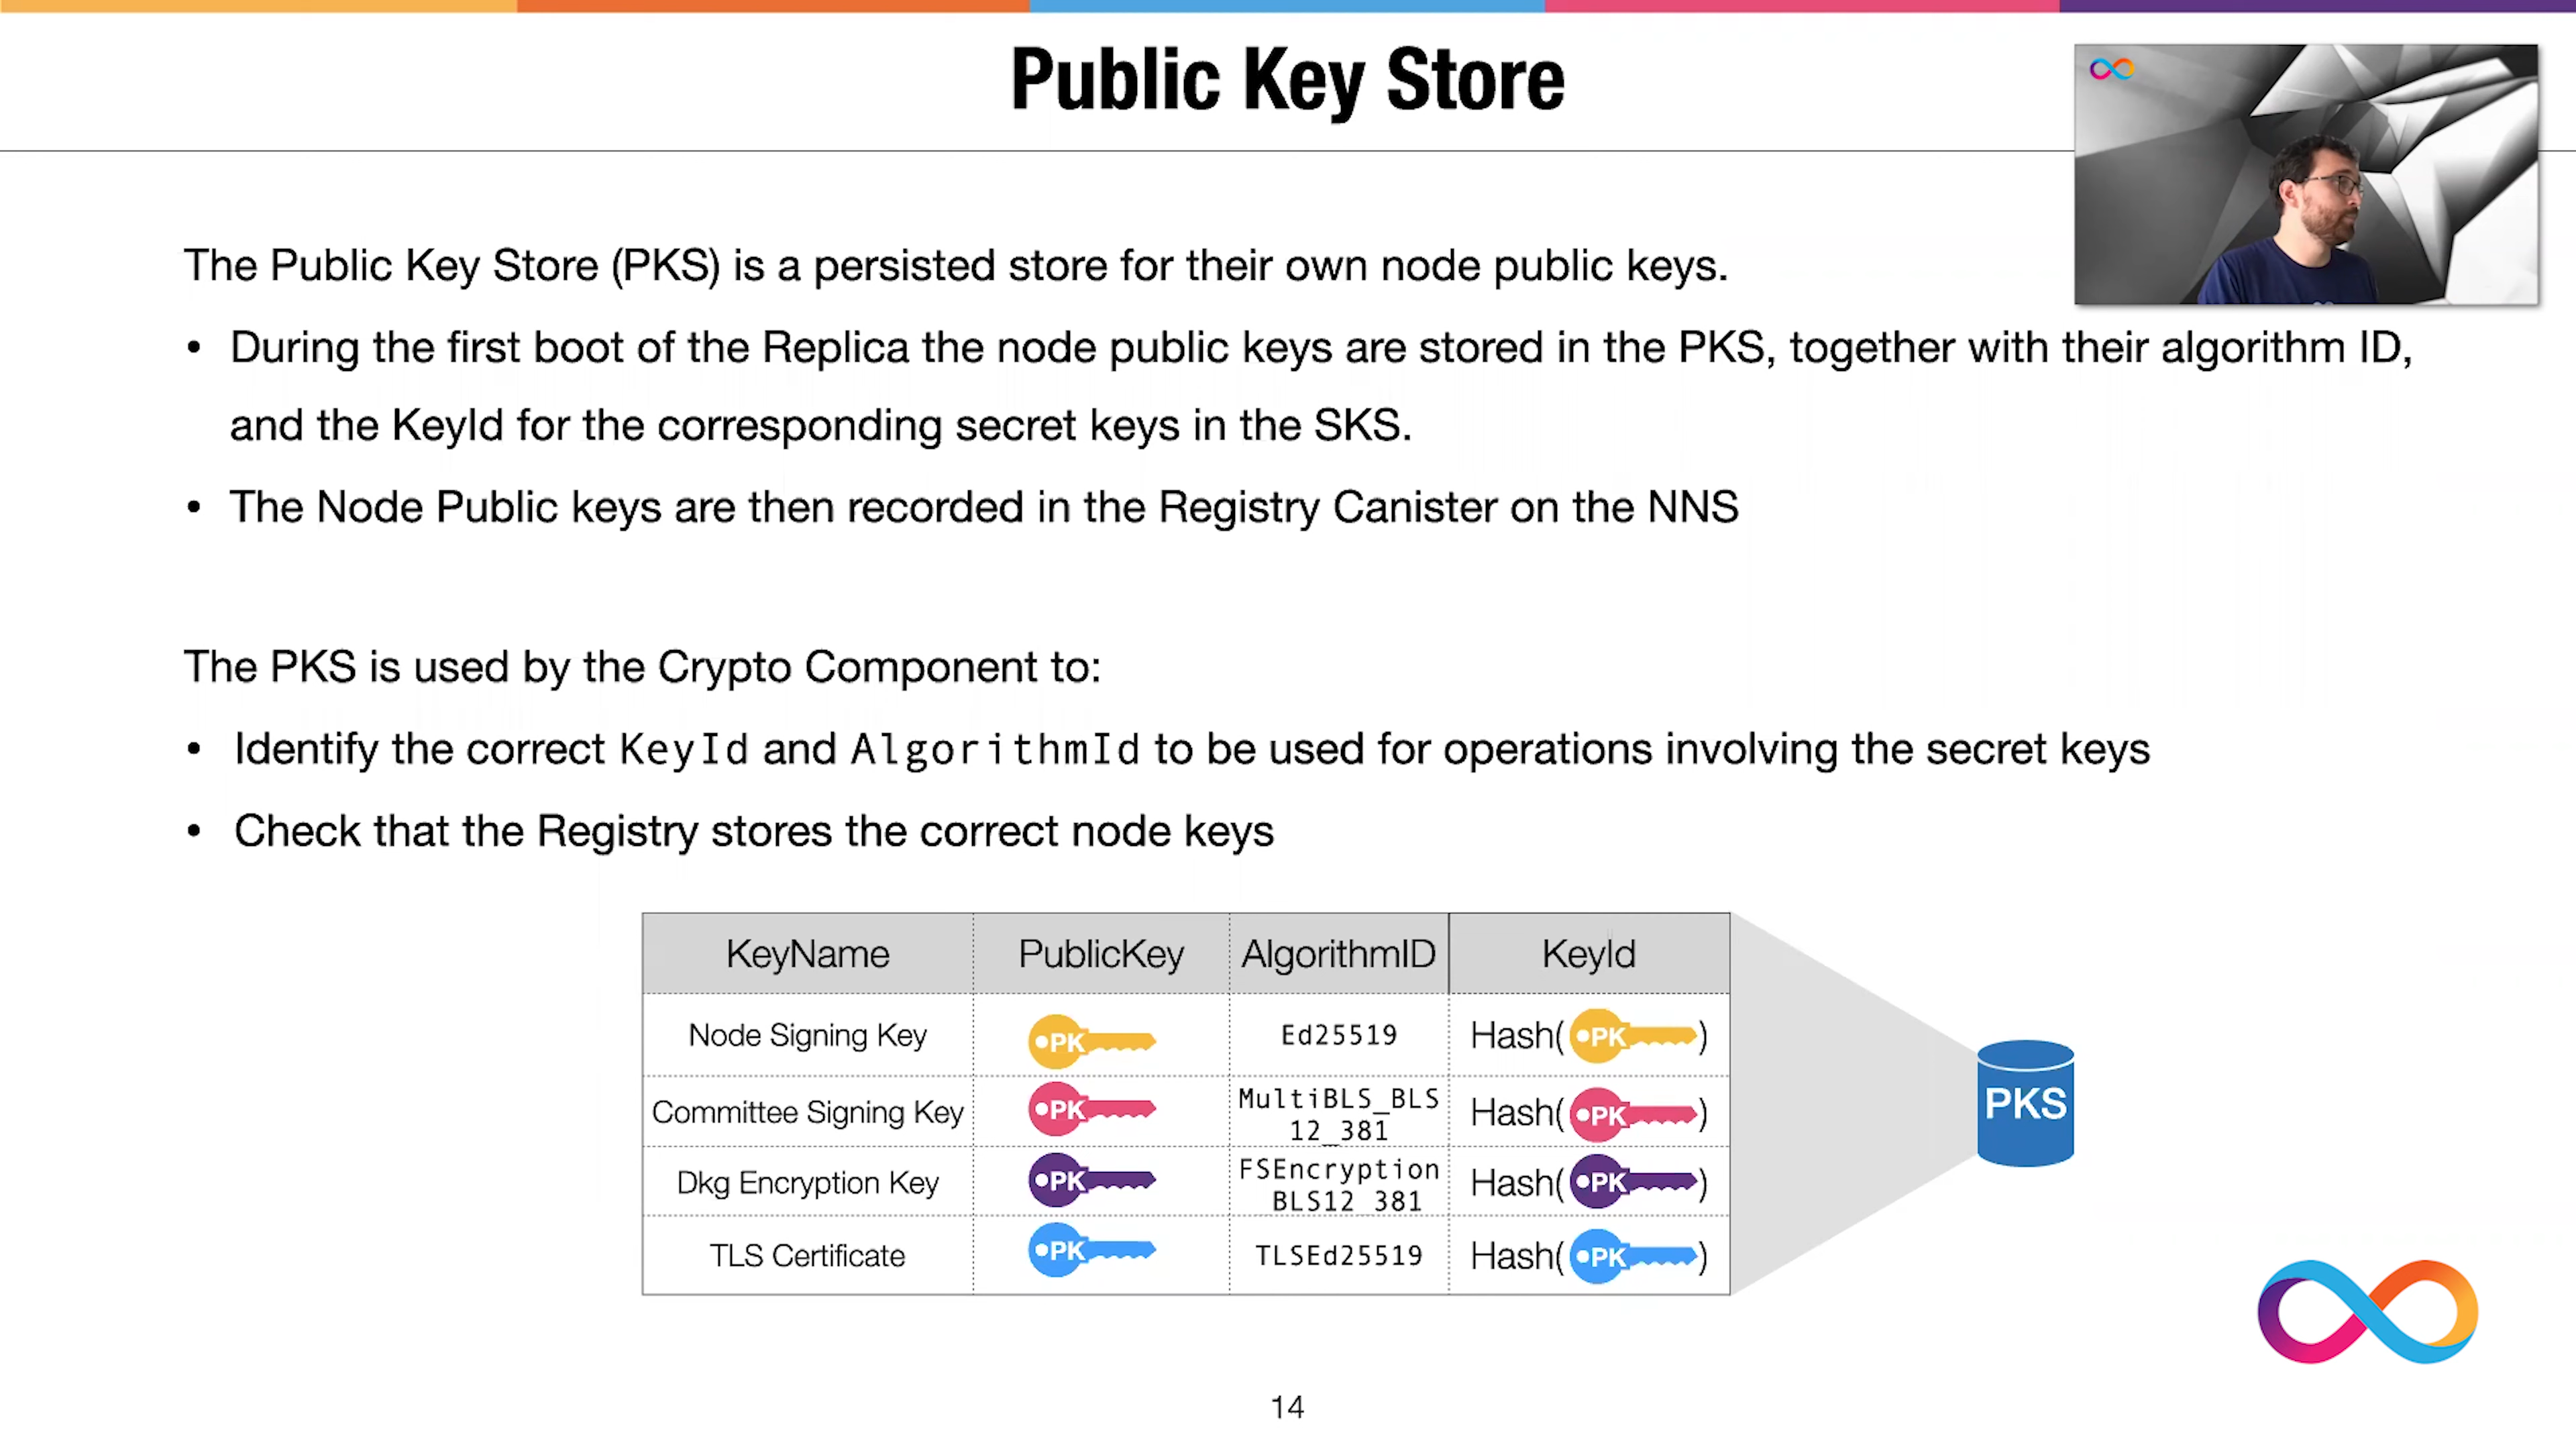 Public Key Store
The Public Key Store (PKS) is a persisted store for their own node public keys.
• During the first boot of the Replica the node public keys are stored in the PKS, together with their algorithm ID,
and the KeyId for the corresponding secret keys in the SKS.
• The Node Public keys are then recorded in the Registry Canister on the NNS
The PKS is used by the Crypto Component to:
• Identify the correct KeyId and AlgorithmId to be used for operations involving the secret keys
• Check that the Registry stores the correct node keys
KeyName PublicKey AlgorithmID KeyId
Node Signing Key PK Ed25519 Hash(PK)
Committee Signing Key PK MultiBLS_BLS
12_381 Hash(PK)
Dkg Encryption Key PK FSEncryption
BLS12_381 Hash(PK)
TLS Certificate PK TLSEd25519 Hash(PK)
PKS
14